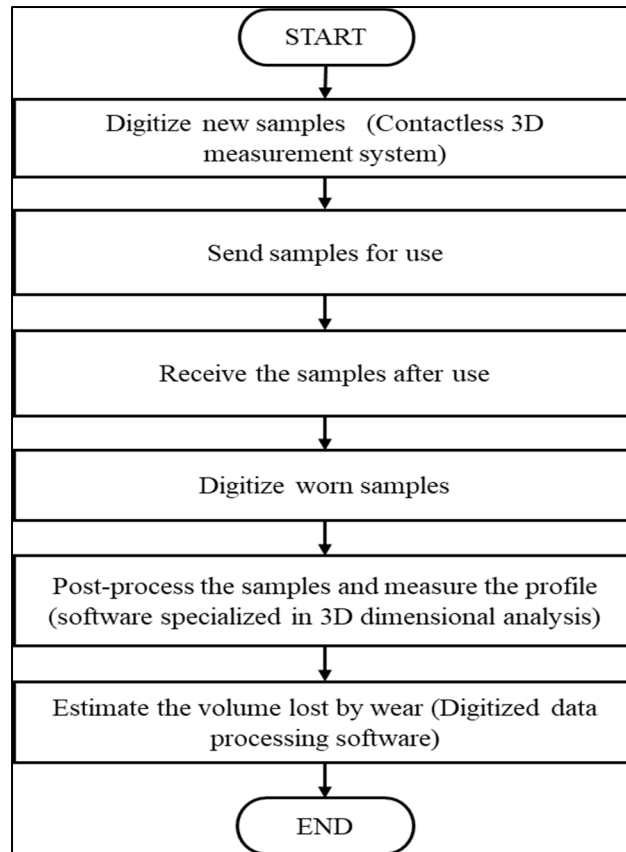 START
Digitize new samples (Contactless 3D
measurement system)
Send samples for use
Receive the samples after use
Digitize worn samples
Post-process the samples and measure the profile
(software specialized in 3D dimensional analysis)
Estimate the volume lost by wear (Digitized data
processing software)
END